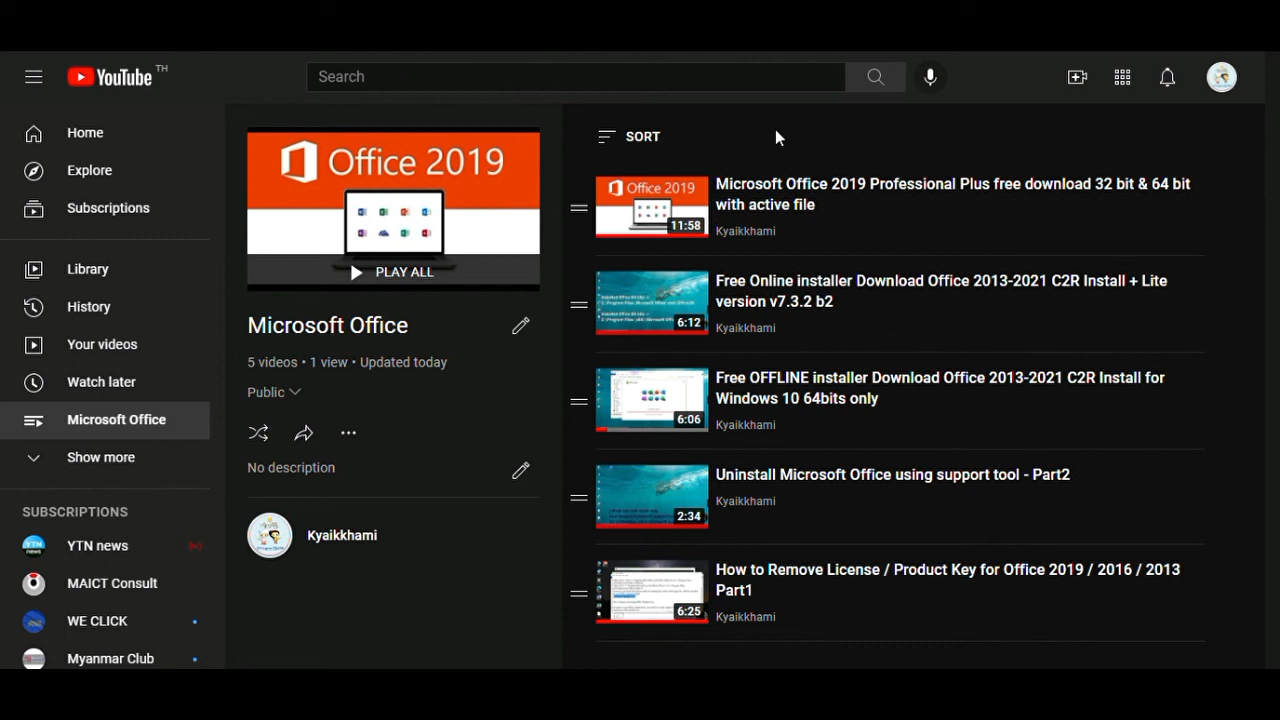 YouTube TH
Search
Home
Explore
Subscriptions
Library
History
Your videos
Watch later
Microsoft Office
Show more
SUBSCRIPTIONS
YTN news
MAICT Consult
WE CLICK
Myanmar Club
Office 2019
PLAY ALL
Microsoft Office
5 videos • 1 view • Updated today
Public
No description
Kyaikkhami
SORT
Office 2019
11:58
Microsoft Office 2019 Professional Plus free download 32 bit & 64 bit
with active file
Kyaikkhami
6:12
Free Online installer Download Office 2013-2021 C2R Install + Lite
version v7.3.2 b2
Kyaikkhami
6:06
Free OFFLINE installer Download Office 2013-2021 C2R Install for
Windows 10 64bits only
Kyaikkhami
2:34
Uninstall Microsoft Office using support tool - Part2
Kyaikkhami
6:25
How to Remove License / Product Key for Office 2019 / 2016 / 2013
Part1
Kyaikkhami